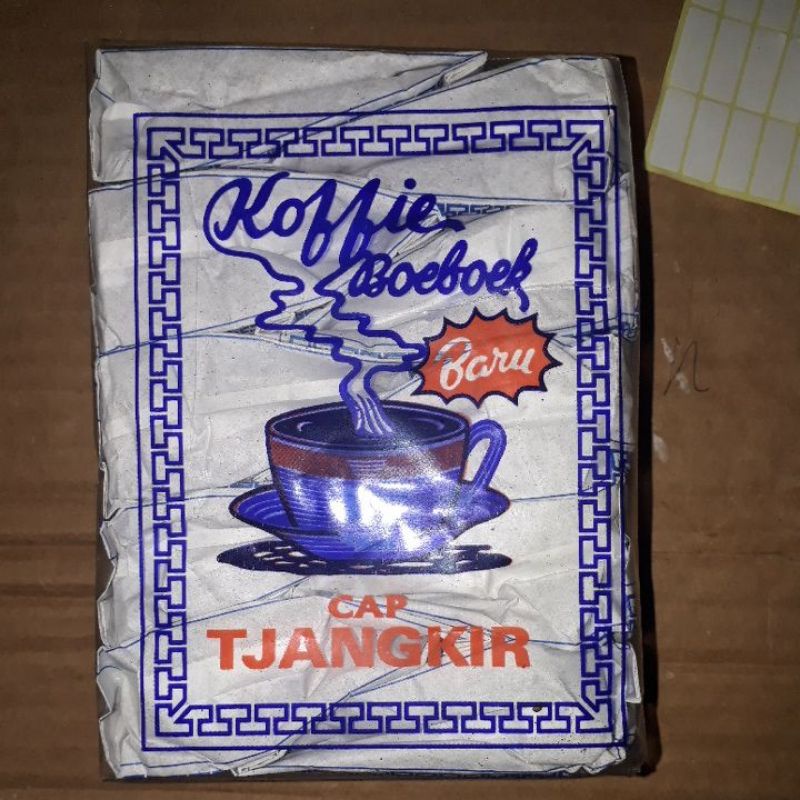 Koffie
Boeboek
Baru
CAP
TJANGKIR